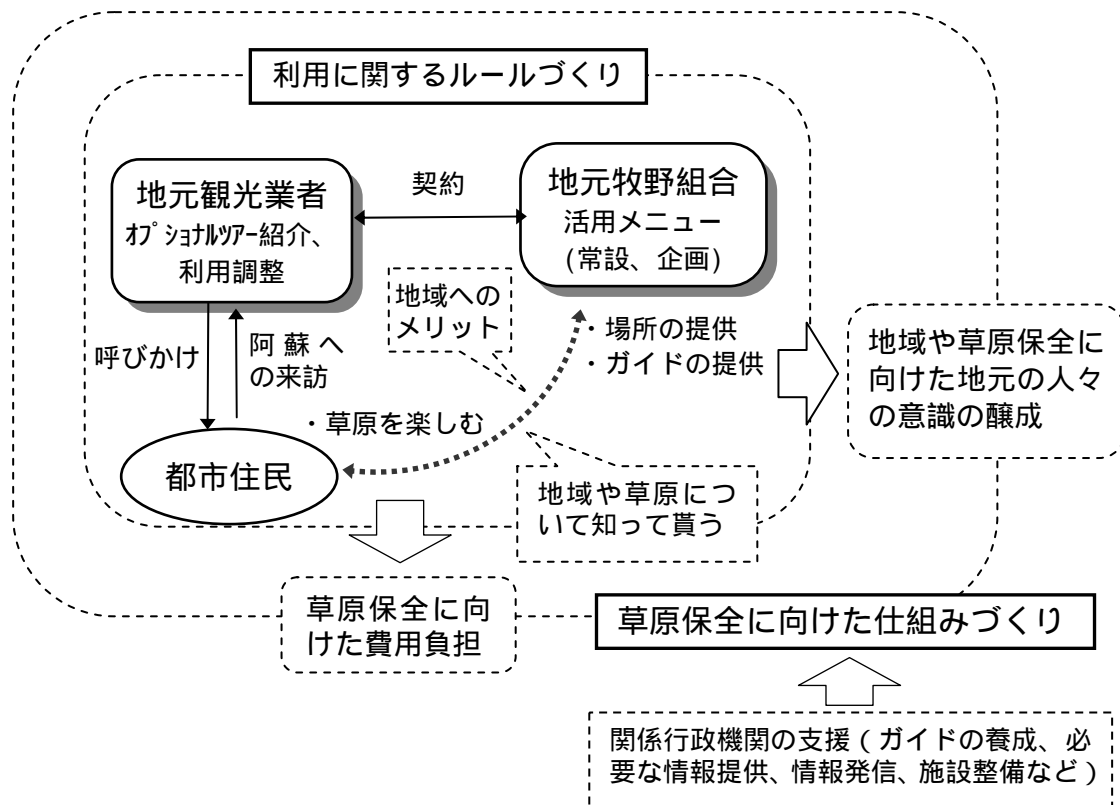 利用に関するルールづくり
地元観光業者
オプショナルツアー紹介、
利用調整
契約
地元牧野組合
活用メニュー
(常設、企画)
地域への
メリット
・場所の提供
・ガイドの提供
呼びかけ
阿蘇へ
の来訪
・草原を楽しむ
都市住民
地域や草原につ
いて知って貰う
地域や草原保全に
向けた地元の人々
の意識の醸成
草原保全に向
けた費用負担
草原保全に向けた仕組みづくり
関係行政機関の支援(ガイドの養成、必
要な情報提供、情報発信、施設整備など)